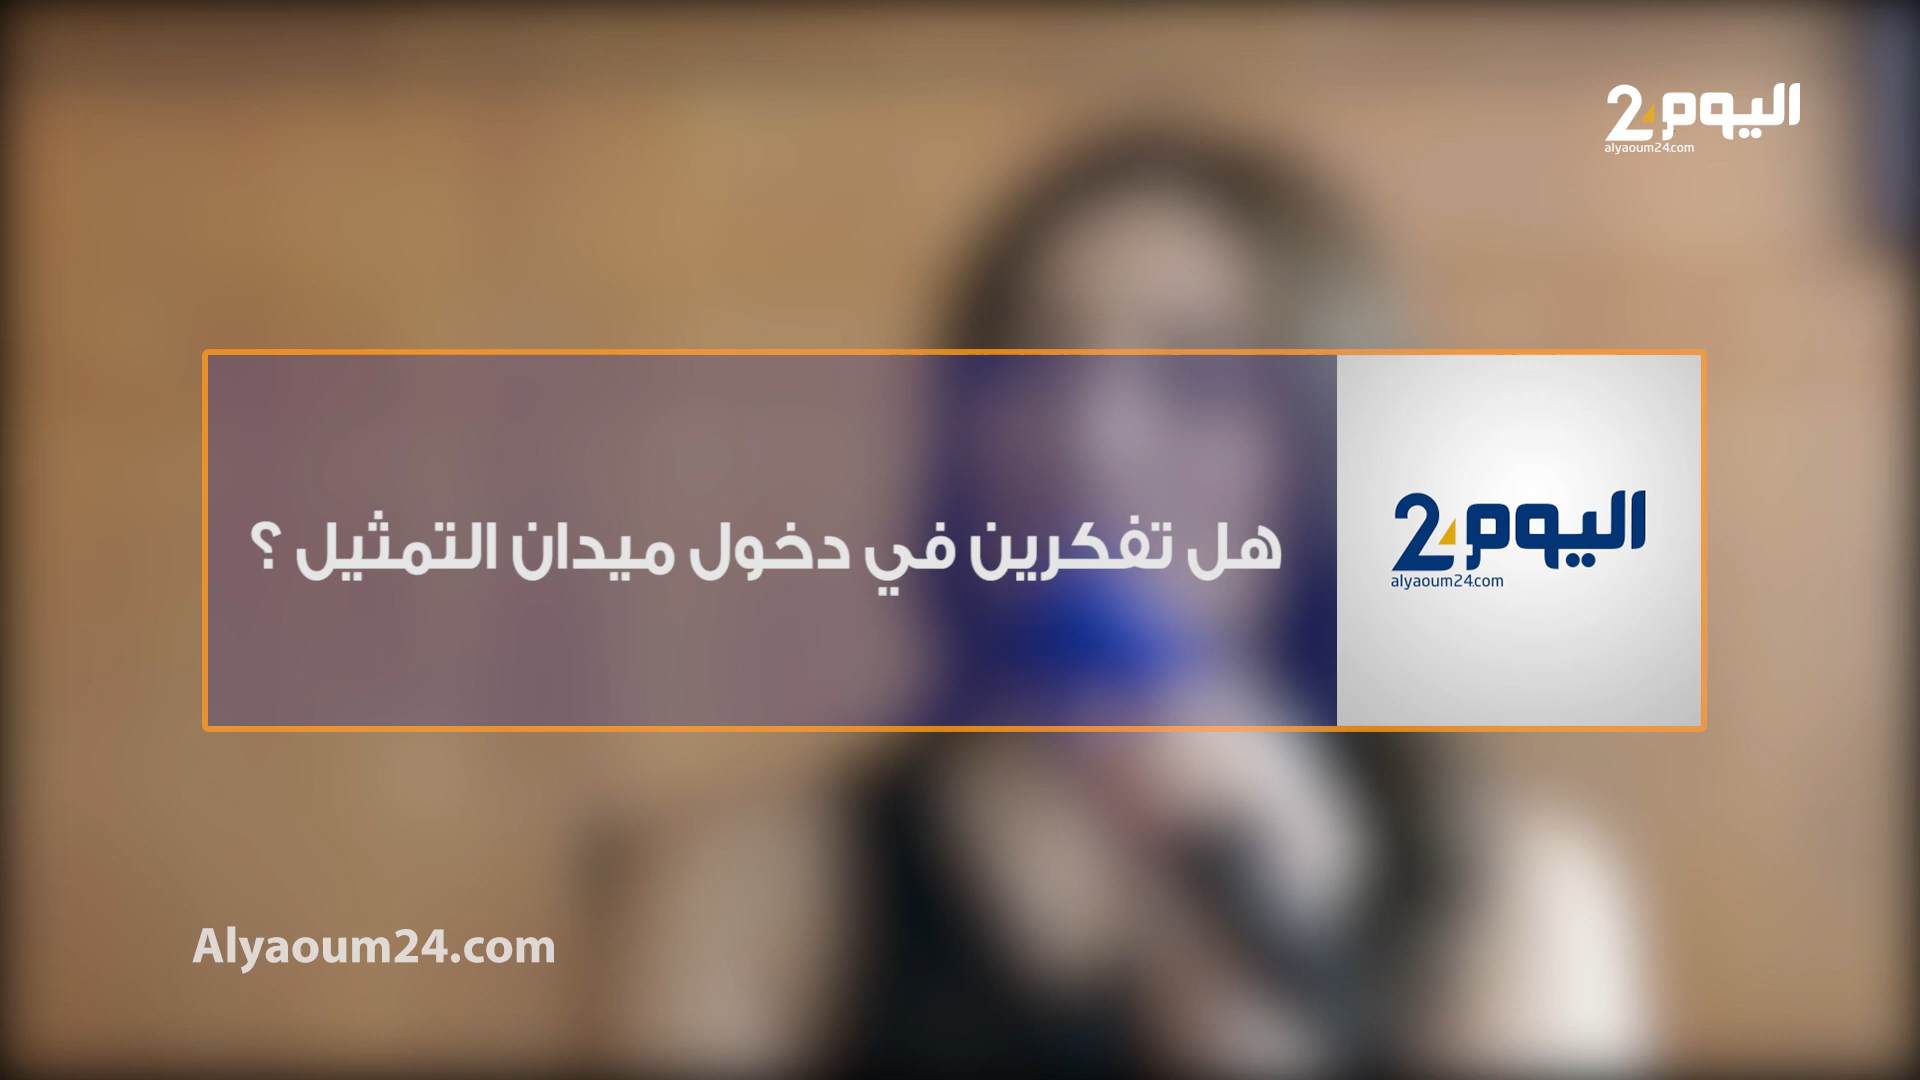 اليوم24
alyaoum24.com
هل تفكرين في دخول ميدان التمثيل ؟
اليوم24
alyaoum24.com
Alyaoum24.com